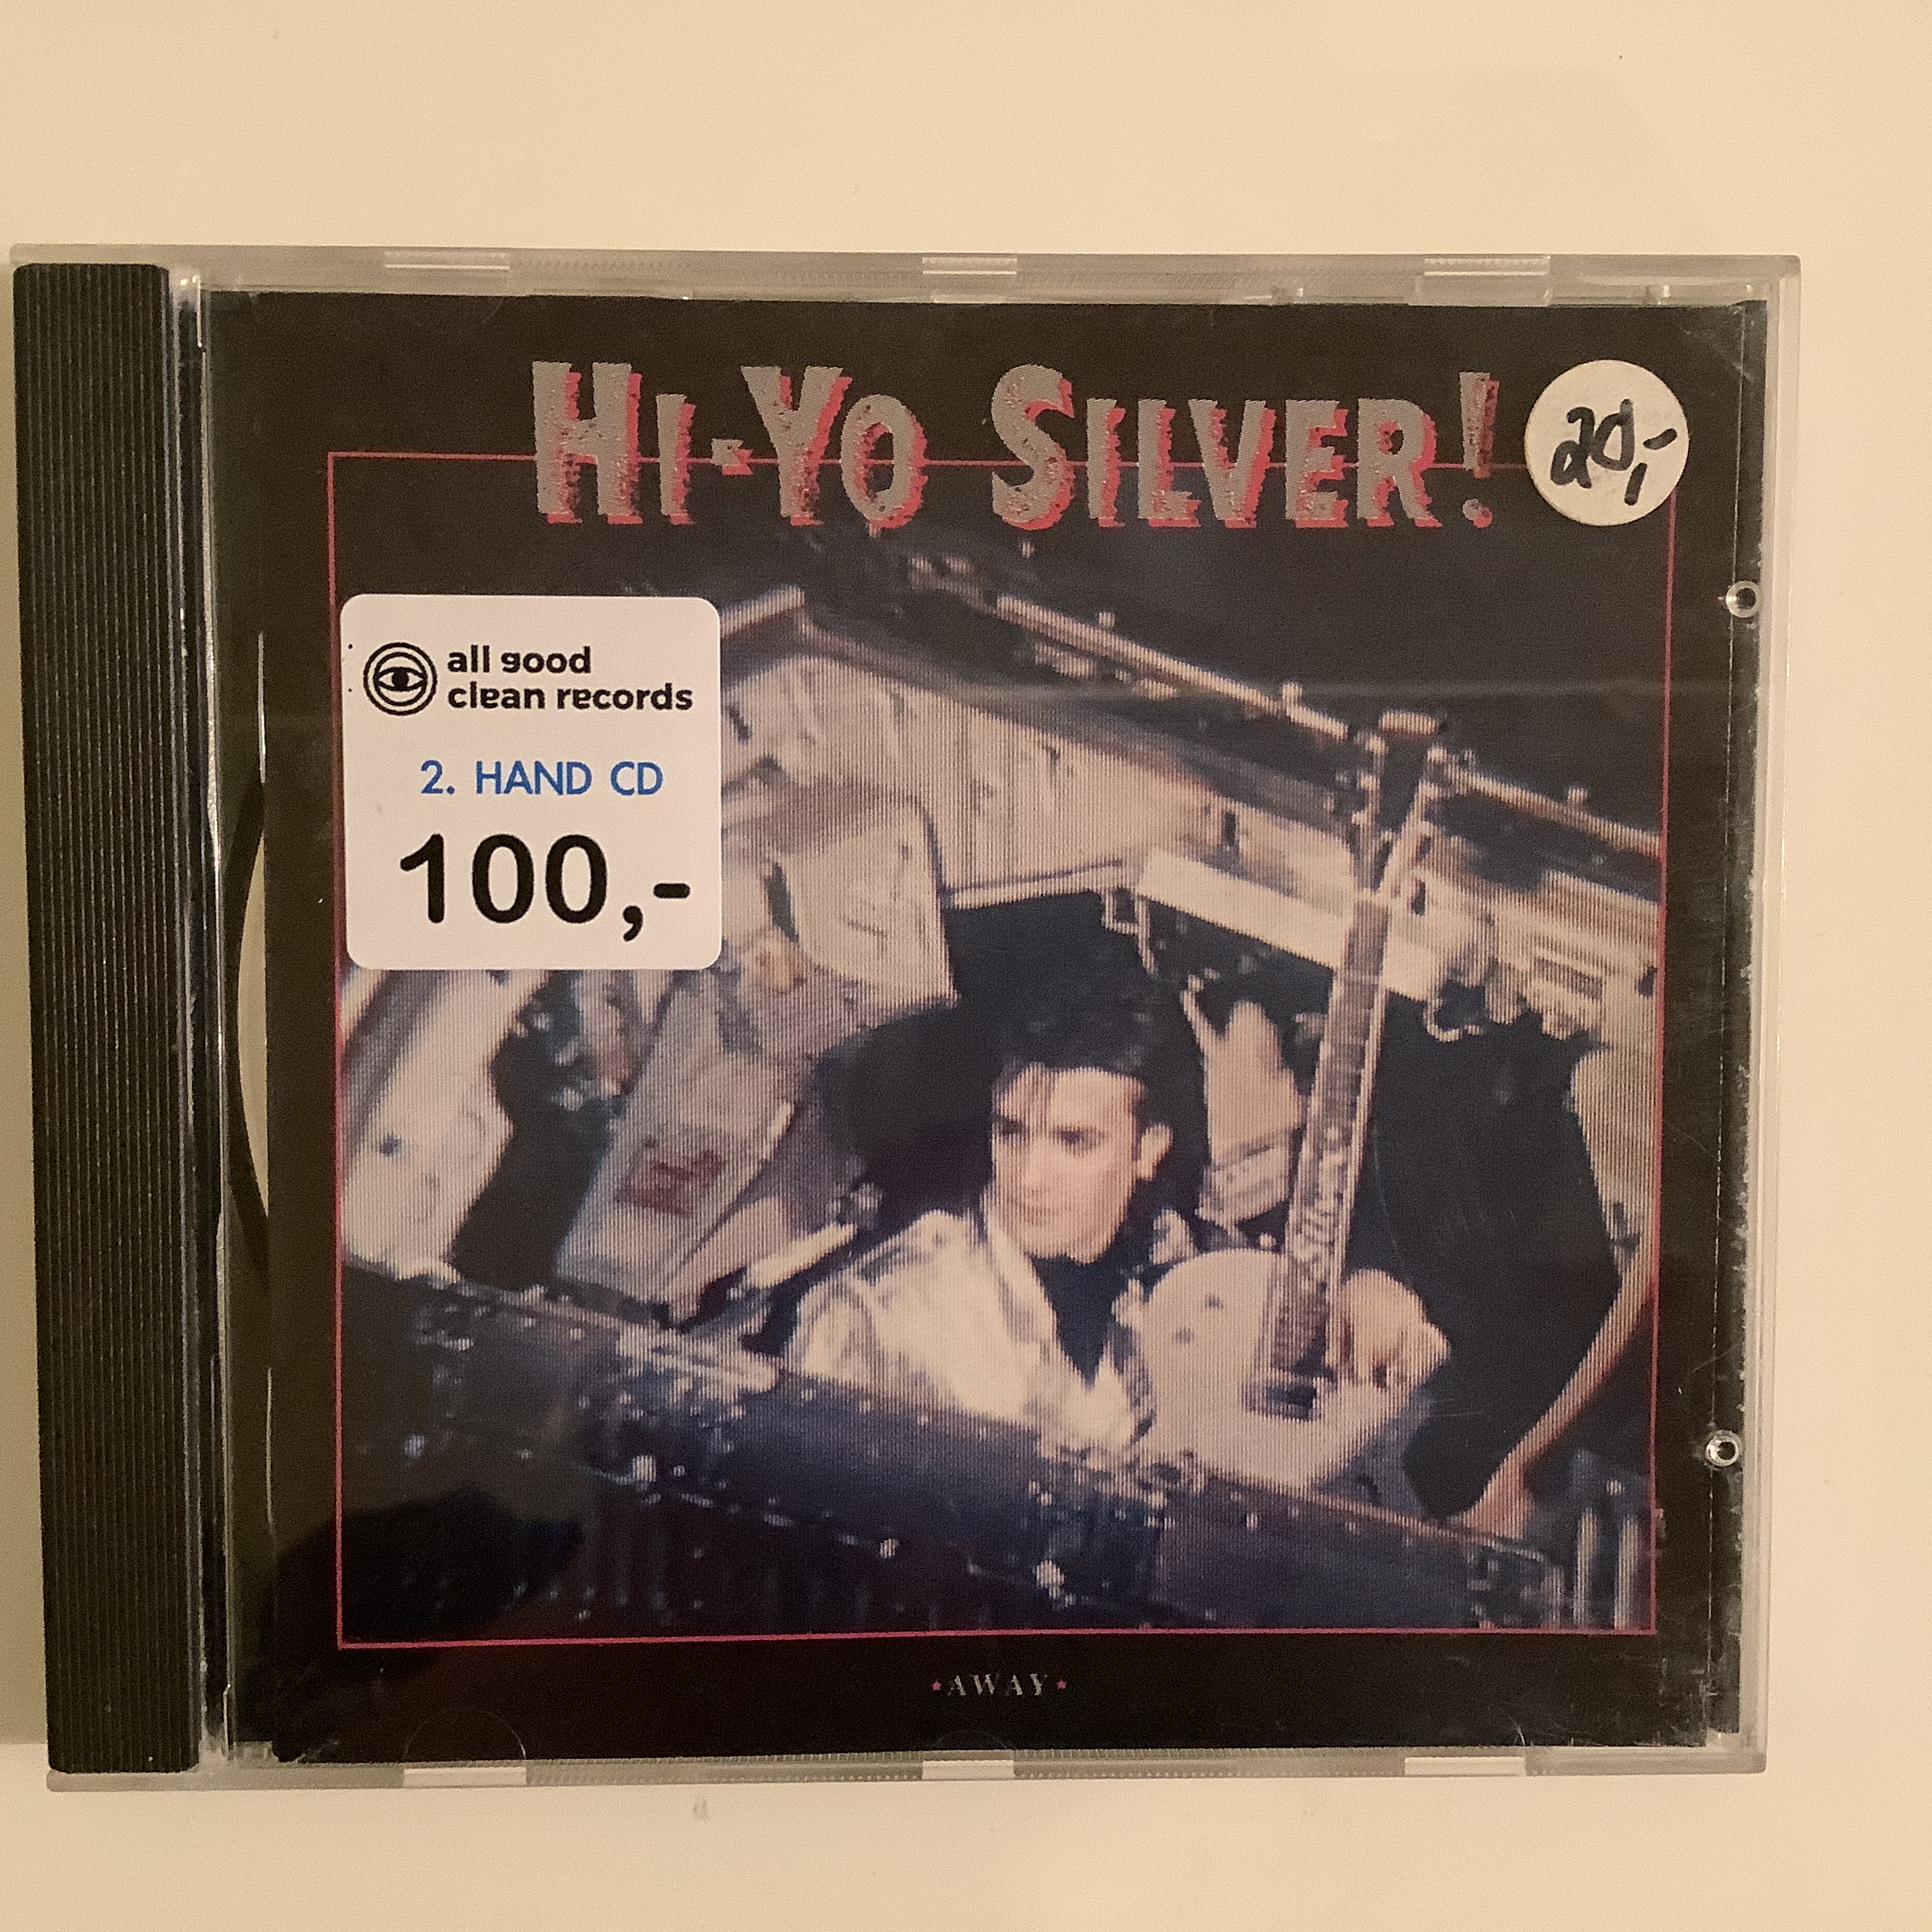 HI-YO SILVER!
20,-
all good
clean records
2. HAND CD
100,-
AWAY